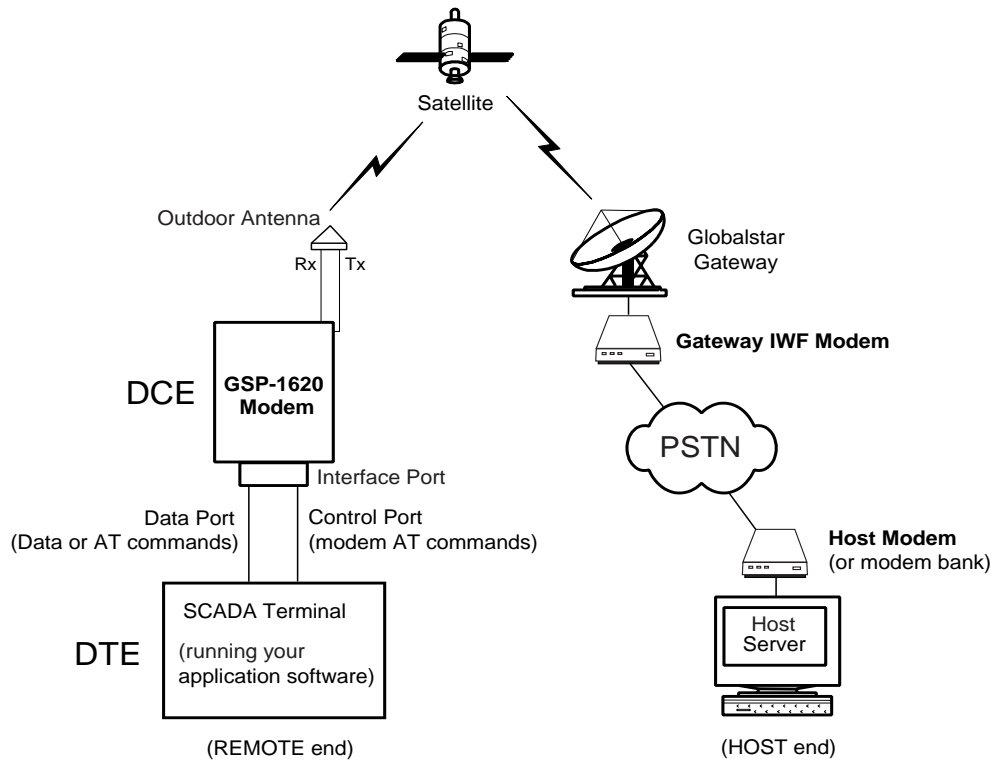 Satellite
Outdoor Antenna
Rx Tx
Globalstar
Gateway
Gateway IWF Modem
DCE
GSP-1620
Modem
PSTN
Interface Port
Data Port
(Data or AT commands)
Control Port
(modem AT commands)
Host Modem
(or modem bank)
DTE
SCADA Terminal
(running your
application software)
Host
Server
(REMOTE end)
(HOST end)